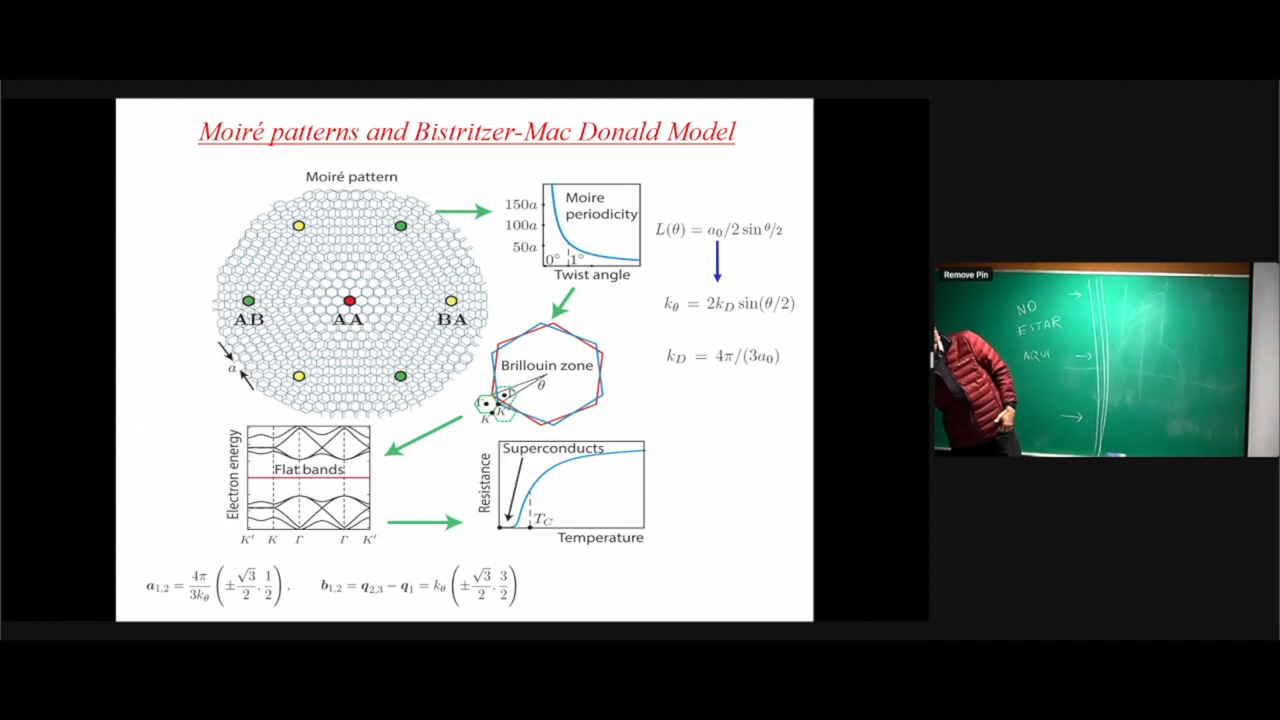 Moiré patterns and Bistritzer-Mac Donald Model
Moiré pattern
AB
AA
BA
a
150a
100a
50a
Moire
periodicity
0° 1°
Twist angle
L(θ) = a₀/2 sin θ/2
k_θ = 2k_D sin(θ/2)
k_D = 4π/(3a₀)
Brillouin zone
θ
Γ
K'
K
Electron energy
Flat bands
K' K Γ Γ K'
Resistance
Superconducts
T_C
Temperature
a₁,₂ = 4π/3k_θ (±√3/2, 1/2),
b₁,₂ = q₂,₃ − q₁ = k_θ (±√3/2, 3/2)
Remove Pin
NO
ESTAR
AQUI